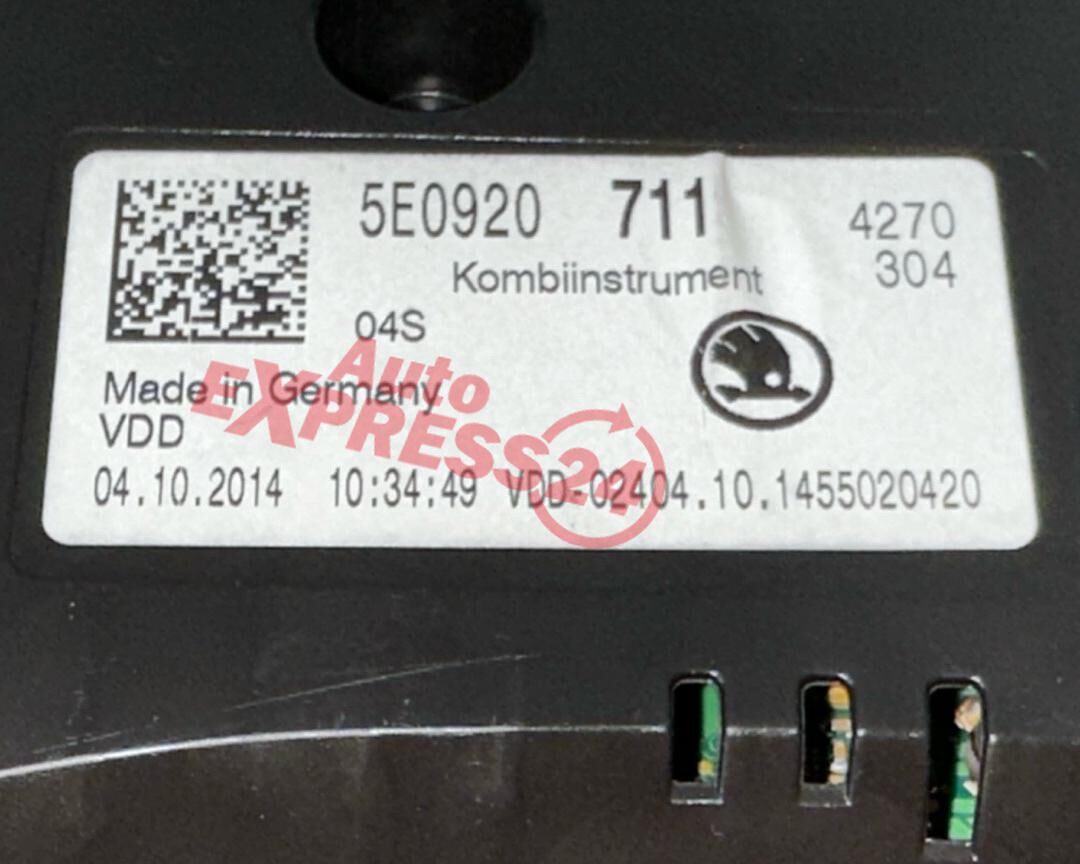 5E0920 711 4270
Kombiinstrument 304
04S
Made in Germany
VDD
04.10.2014 10:34:49 VDD-02404.10.1455020420
Auto
EXPRESS24